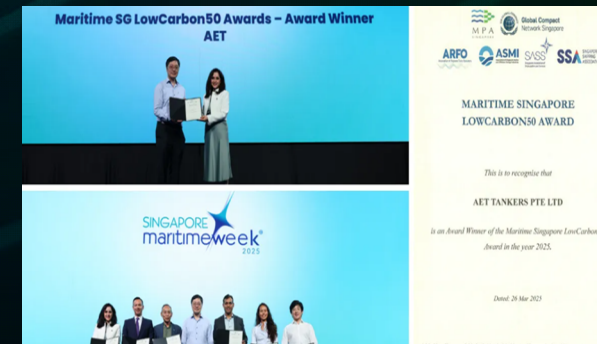 Maritime SG LowCarbon50 Awards – Award Winner
AET
SINGAPORE
maritimeweek
2025
MPA
SINGAPORE
Global Compact
Network Singapore
ARFO
ASMI
SASS
SSA
MARITIME SINGAPORE
LOWCARBON50 AWARD
This is to recognise that
AET TANKERS PTE LTD
is an Award Winner of the Maritime Singapore LowCarbon
Award in the year 2025.
Dated: 26 Mar 2025